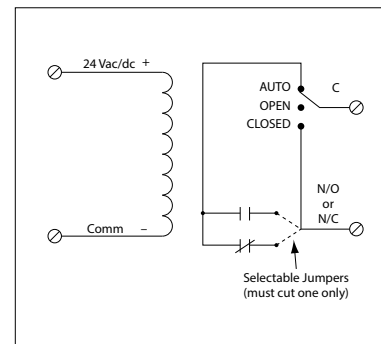 24 Vac/dc +
AUTO
C
OPEN
CLOSED
N/O
or
N/C
Comm –
Selectable Jumpers
(must cut one only)